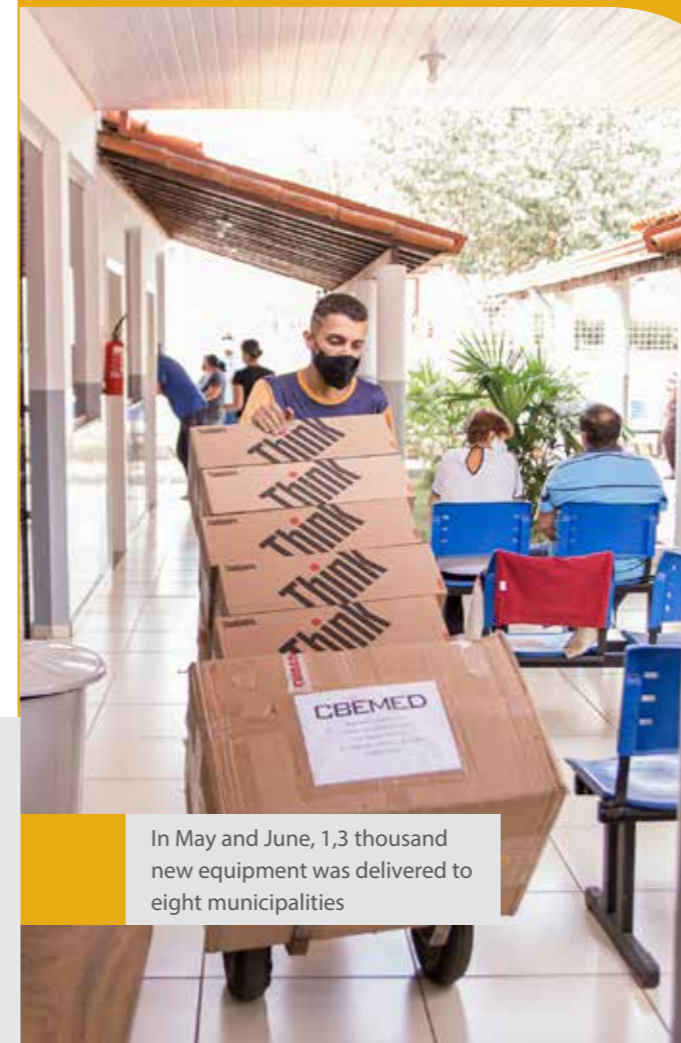 Think
Think
Think
Think
Think
CBEMED
In May and June, 1,3 thousand
new equipment was delivered to
eight municipalities